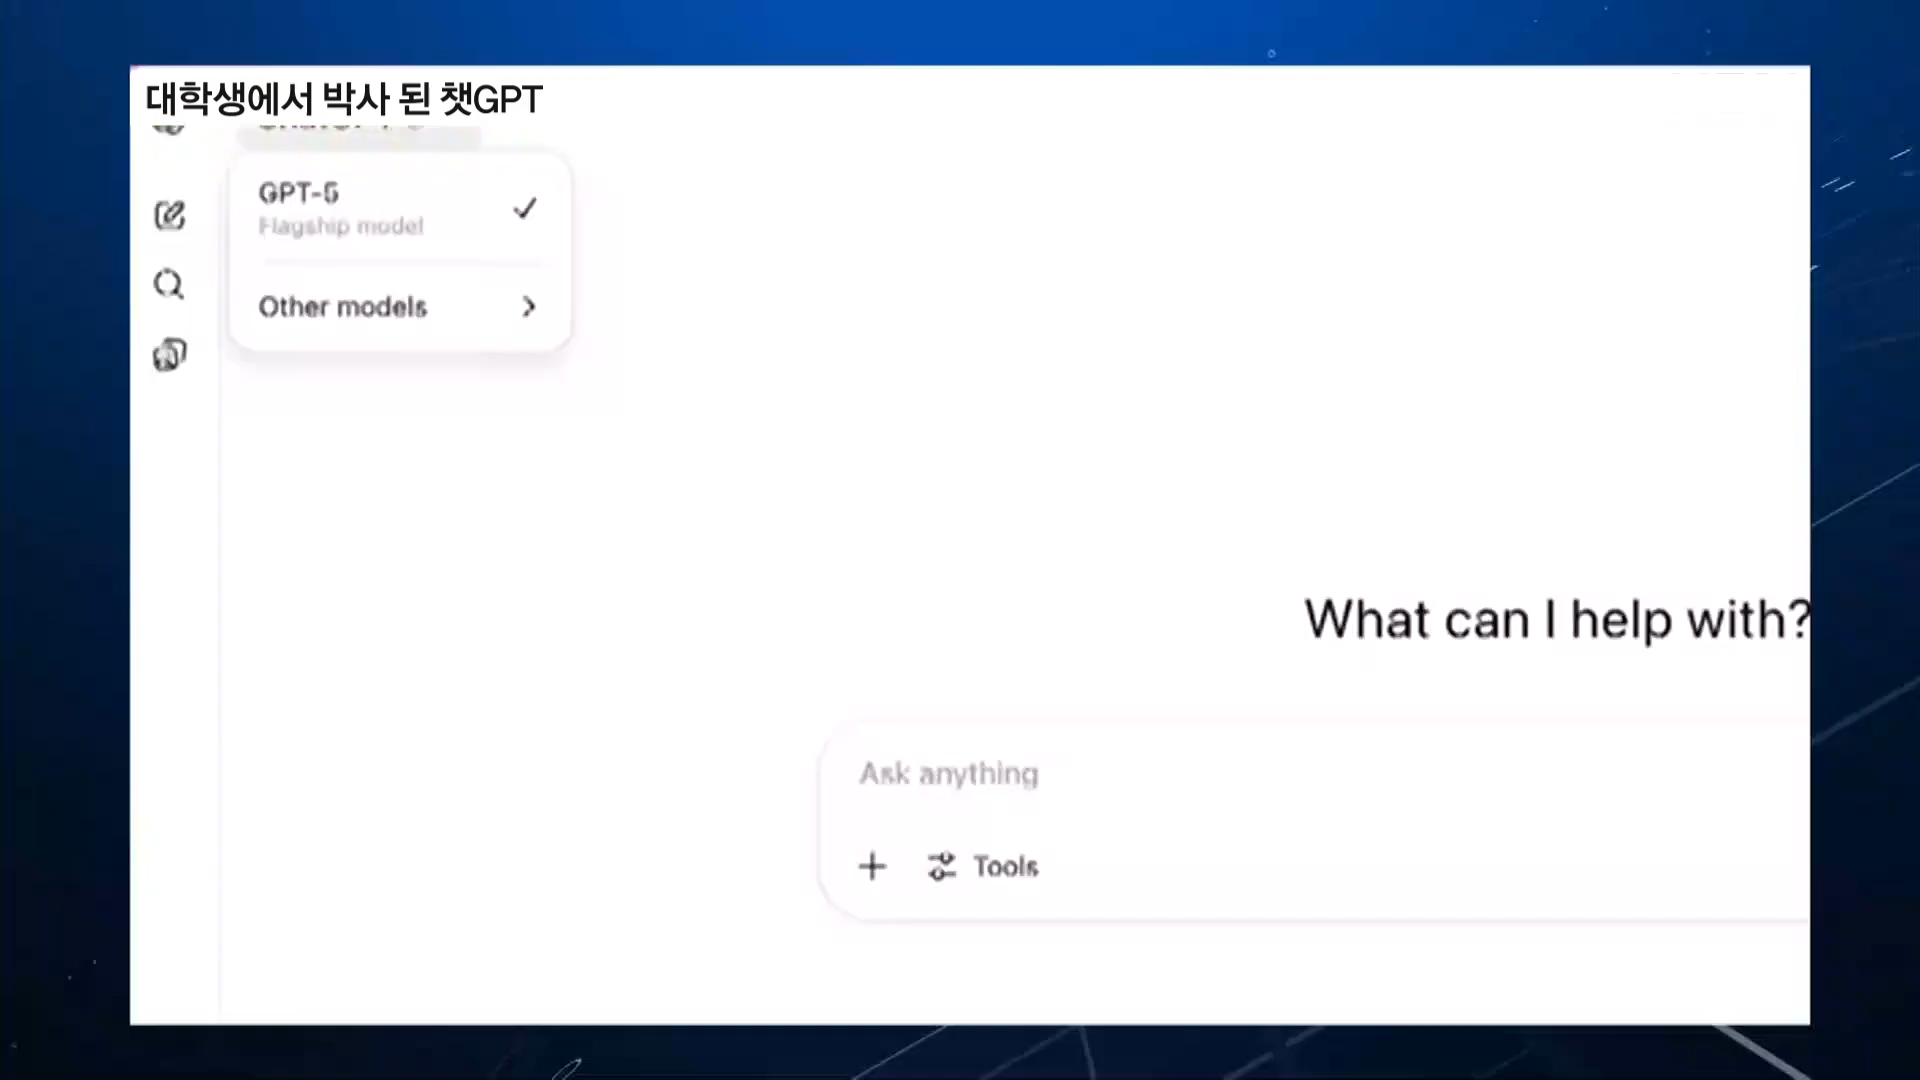 대학생에서 박사 된 챗GPT
GPT-5
Flagship model
Other models
What can I help with?
Ask anything
Tools